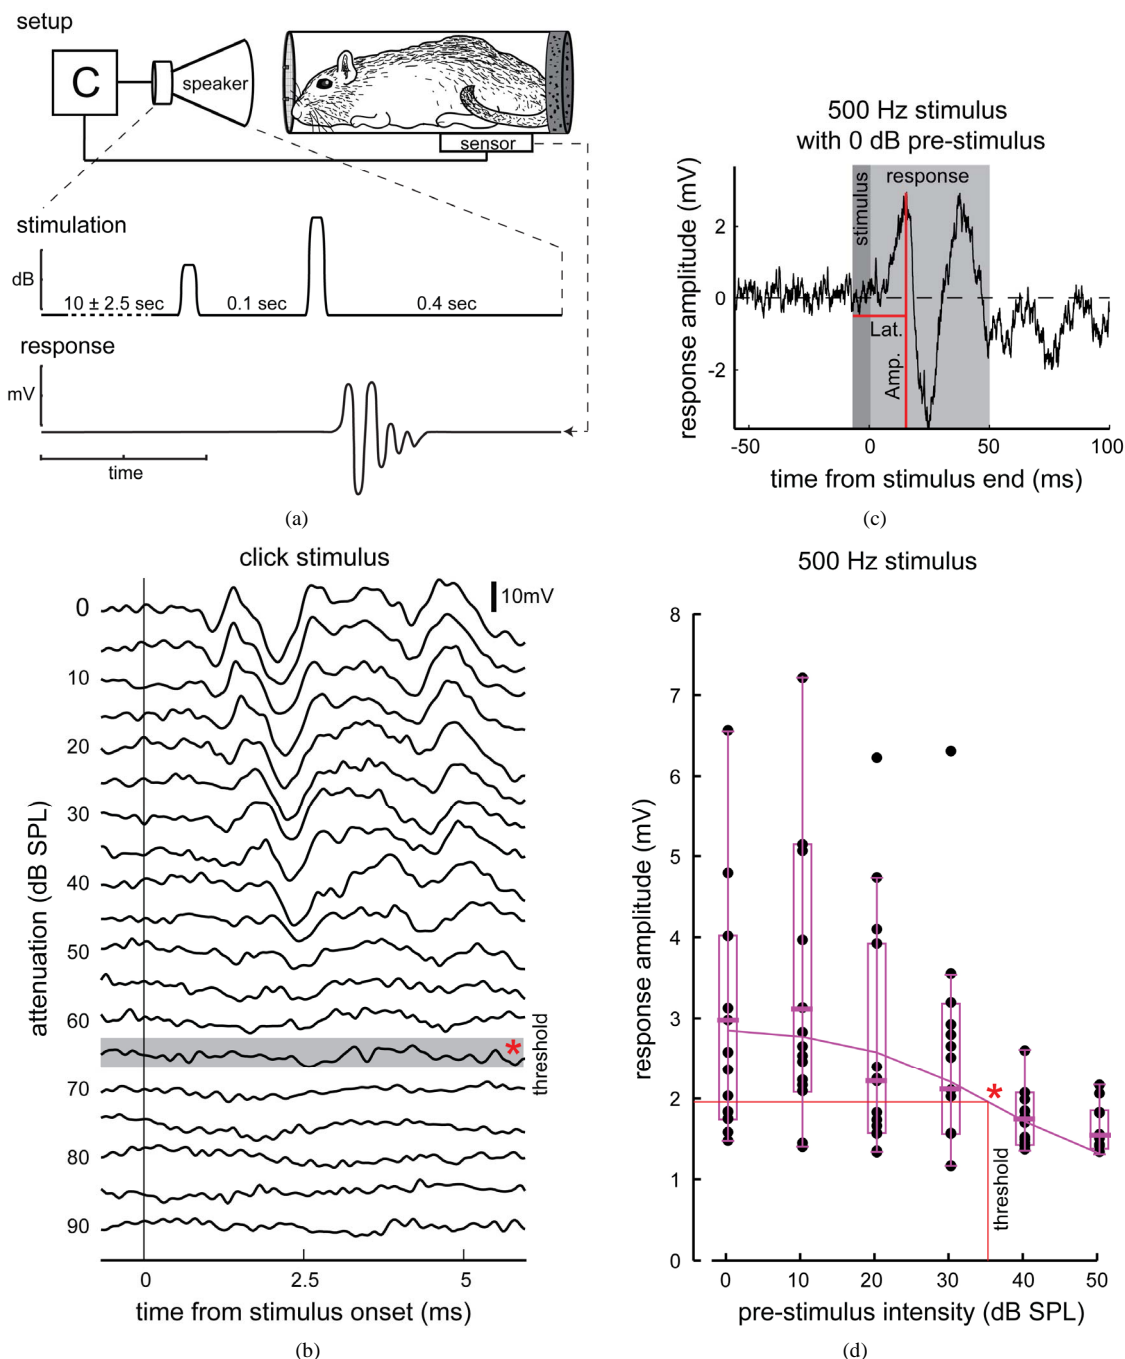 setup
C
speaker
sensor
stimulation
dB
10 ± 2.5 sec
0.1 sec
0.4 sec
response
mV
time
(a)
500 Hz stimulus
with 0 dB pre-stimulus
response amplitude (mV)
2
0
-2
stimulus
response
Lat.
Amp.
-50
0
50
100
time from stimulus end (ms)
(c)
click stimulus
10mV
attenuation (dB SPL)
0
10
20
30
40
50
60
70
80
90
*
threshold
0
2.5
5
time from stimulus onset (ms)
(b)
500 Hz stimulus
response amplitude (mV)
8
7
6
5
4
3
2
1
0
*
threshold
0
10
20
30
40
50
pre-stimulus intensity (dB SPL)
(d)